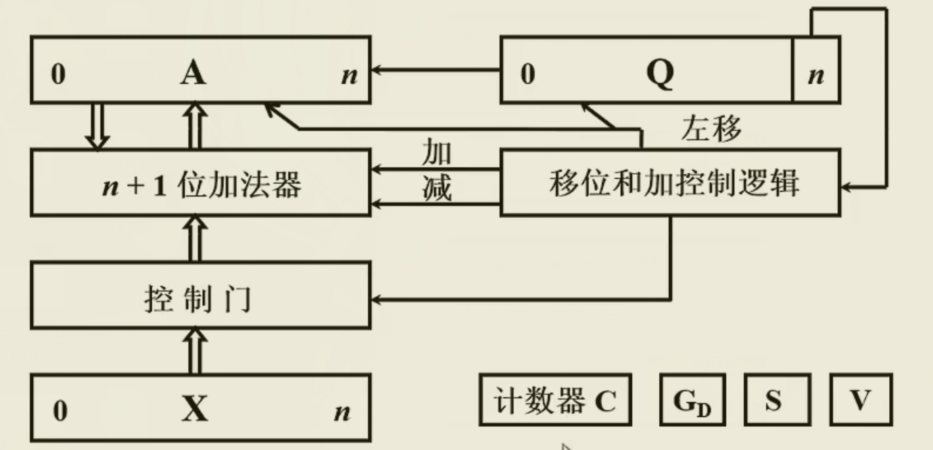 0 A n
0 Q n
左移
加
减
n + 1 位加法器
移位和加控制逻辑
控制门
0 X n
计数器 C
G_D
S
V